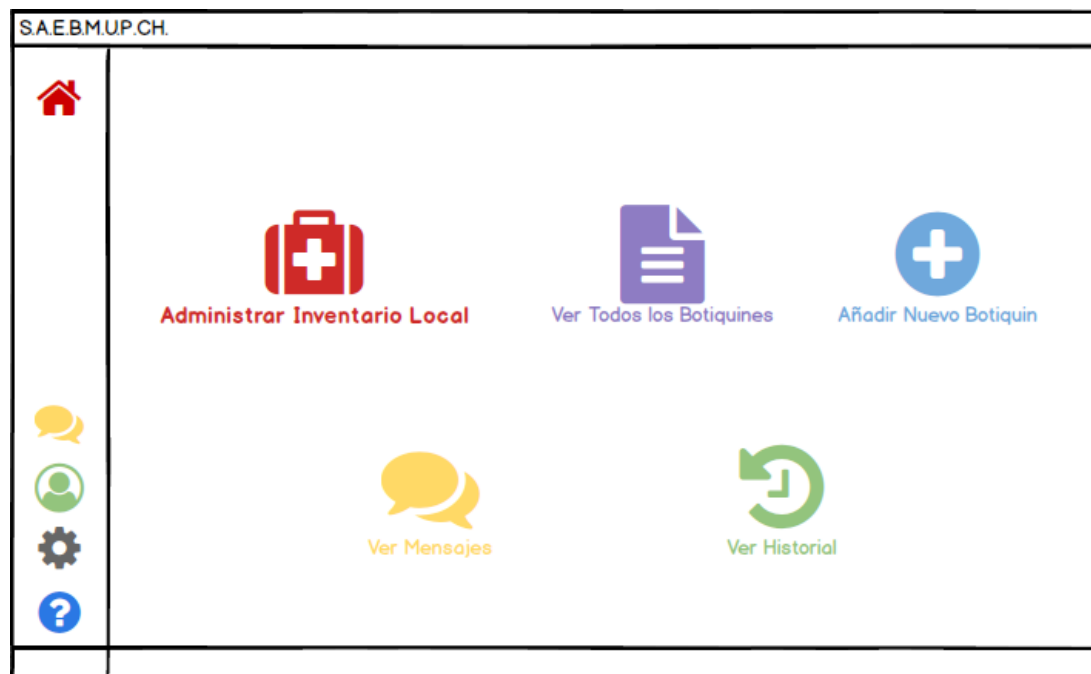 S.A.E.B.M.U.P.CH.
Administrar Inventario Local
Ver Todos los Botiquines
Añadir Nuevo Botiquin
Ver Mensajes
Ver Historial